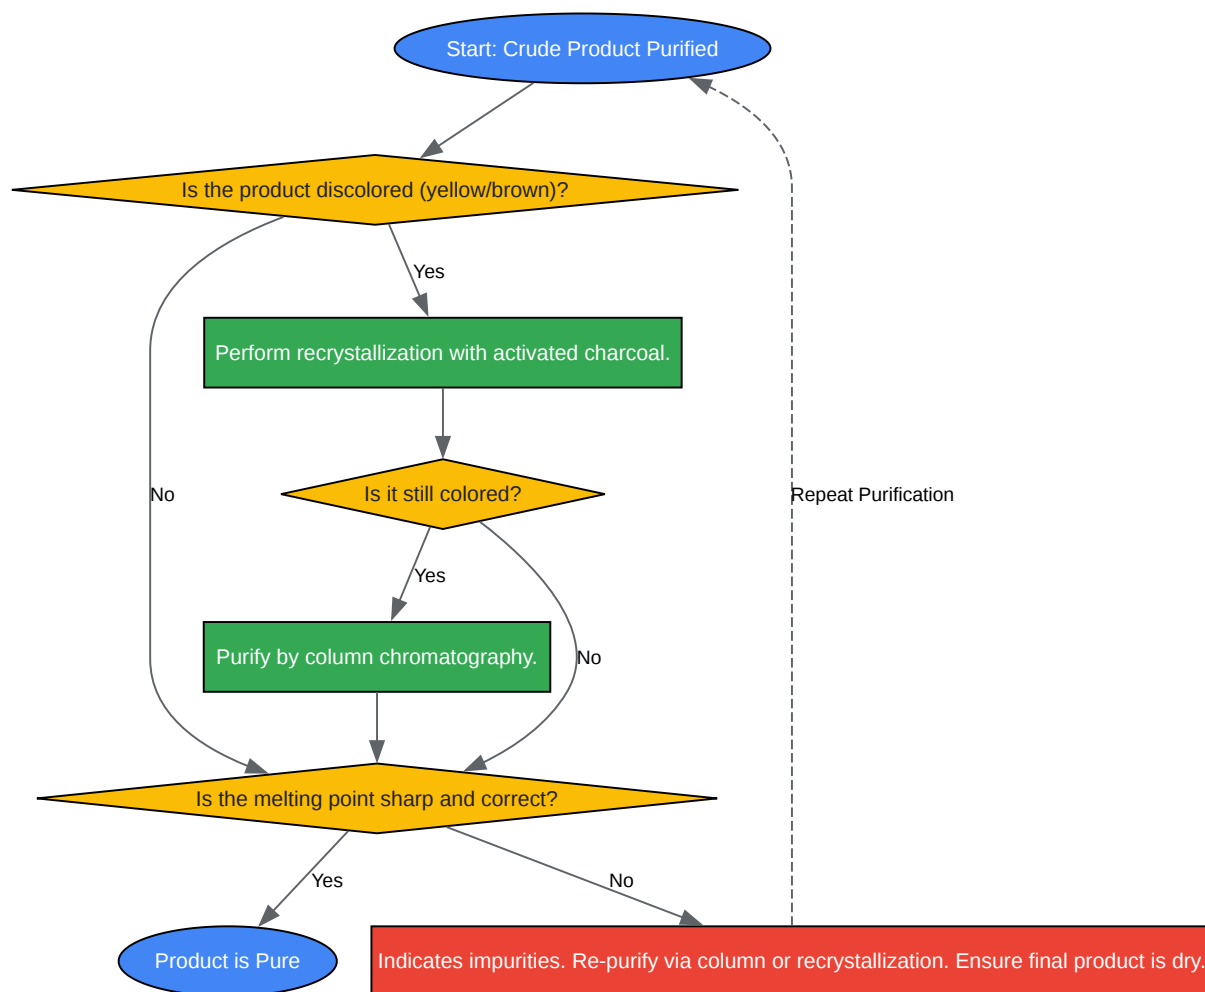 Start: Crude Product Purified
Is the product discolored (yellow/brown)?
Yes
Perform recrystallization with activated charcoal.
No
Is it still colored?
Repeat Purification
Yes
Purify by column chromatography.
No
Is the melting point sharp and correct?
Yes
No
Product is Pure
Indicates impurities. Re-purify via column or recrystallization. Ensure final product is dry.